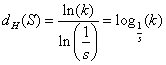 d_H(S) = ln(k) / ln(1/s) = log_{1/s}(k)